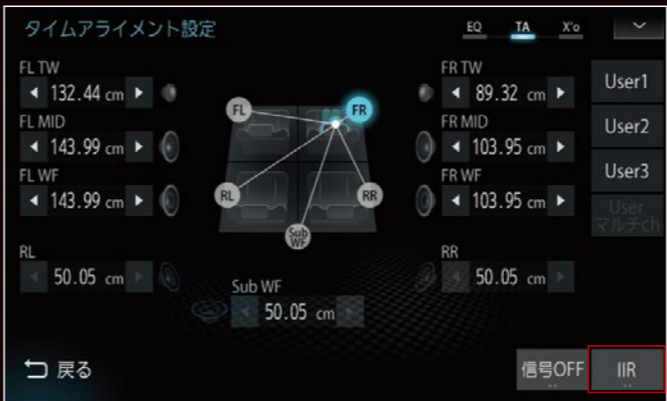 タイムアライメント設定
EQ TA X'o
FL TW
132.44 cm
FL MID
143.99 cm
FL WF
143.99 cm
RL
50.05 cm
FL
FR
RL
RR
Sub WF
Sub WF
50.05 cm
FR TW
89.32 cm
FR MID
103.95 cm
FR WF
103.95 cm
RR
50.05 cm
User1
User2
User3
User
マルチch
戻る
信号OFF
IIR